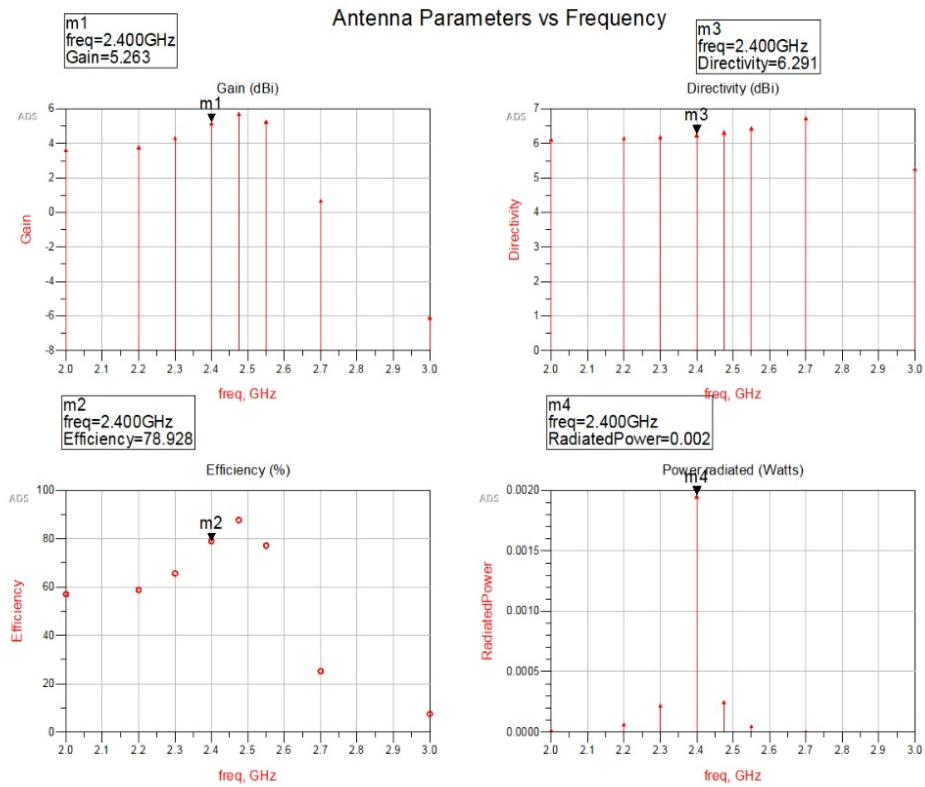 Antenna Parameters vs Frequency
m1
freq=2.400GHz
Gain=5.263
m3
freq=2.400GHz
Directivity=6.291
Gain (dBi)
ADS
m1
6
4
2
0
-2
-4
-6
-8
Gain
2.0 2.1 2.2 2.3 2.4 2.5 2.6 2.7 2.8 2.9 3.0
freq, GHz
Directivity (dBi)
ADS
m3
7
6
5
4
3
2
1
0
Directivity
2.0 2.1 2.2 2.3 2.4 2.5 2.6 2.7 2.8 2.9 3.0
freq, GHz
m2
freq=2.400GHz
Efficiency=78.928
m4
freq=2.400GHz
RadiatedPower=0.002
Efficiency (%)
ADS
m2
100
80
60
40
20
0
Efficiency
2.0 2.1 2.2 2.3 2.4 2.5 2.6 2.7 2.8 2.9 3.0
freq, GHz
Power radiated (Watts)
ADS
m4
0.0020
0.0015
0.0010
0.0005
0.0000
RadiatedPower
2.0 2.1 2.2 2.3 2.4 2.5 2.6 2.7 2.8 2.9 3.0
freq, GHz